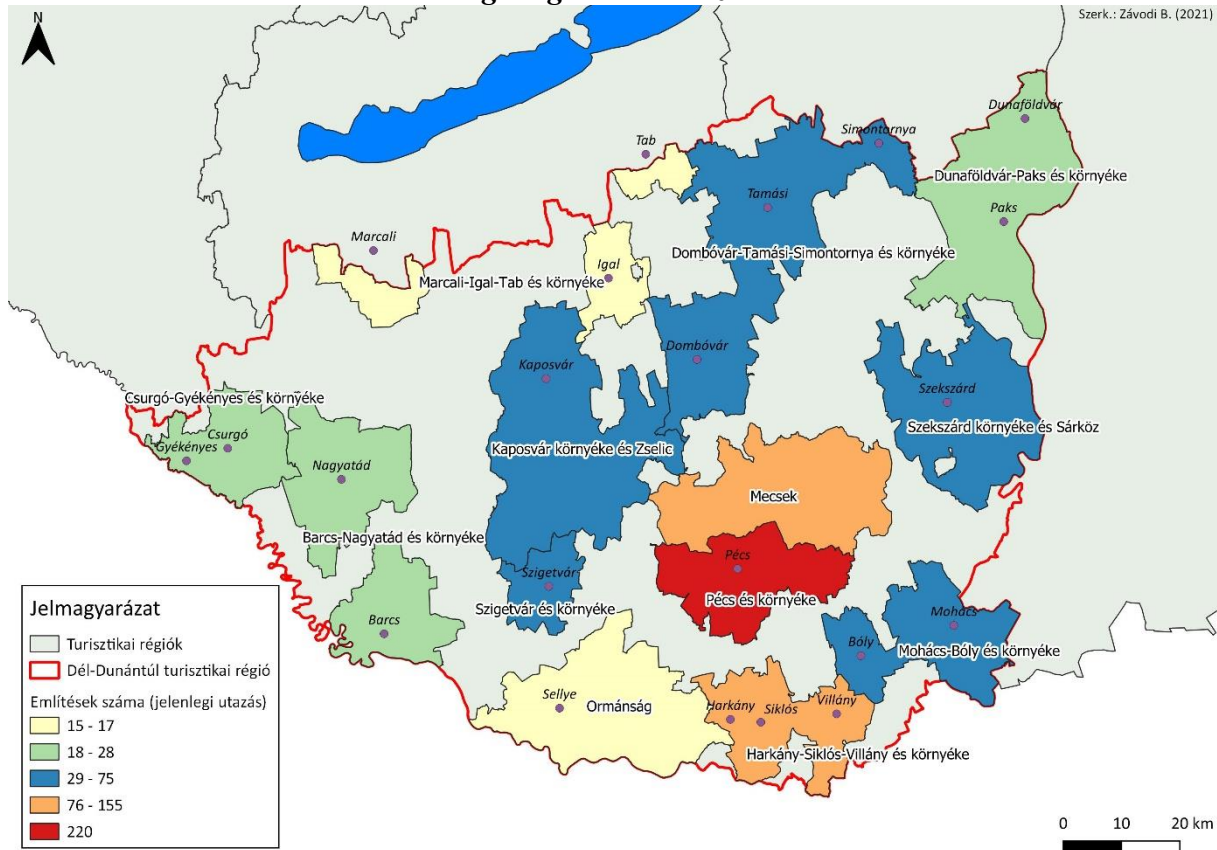 N
Szerk.: Závodi B. (2021)
Dunaföldvár
Simontornya
Tab
Dunaföldvár-Paks és környéke
Tamási
Paks
Marcali
Dombóvár-Tamási-Simontornya és környéke
Igal
Marcali-Igal-Tab és környéke
Dombóvár
Kaposvár
Szekszárd
Csurgó-Gyékényes és környéke
Szekszárd környéke és Sárköz
Csurgó
Gyékényes
Kaposvár környéke és Zselic
Nagyatád
Mecsek
Barcs-Nagyatád és környéke
Pécs
Szigetvár
Pécs és környéke
Szigetvár és környéke
Barcs
Mohács
Bóly
Mohács-Bóly és környéke
Sellye
Ormánság
Harkány
Siklós
Villány
Harkány-Siklós-Villány és környéke
Jelmagyarázat
Turisztikai régiók
Dél-Dunántúl turisztikai régió
Említések száma (jelenlegi utazás)
15 - 17
18 - 28
29 - 75
76 - 155
220
0 10 20 km